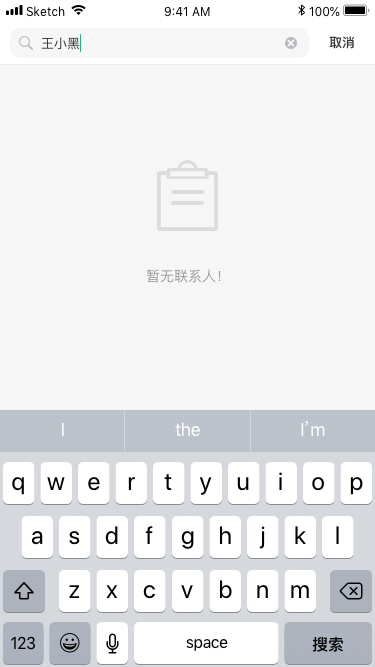 Sketch 9:41 AM 100%
王小黑 取消
暂无联系人！
I the I'm
q w e r t y u i o p
a s d f g h j k l
z x c v b n m
123 space 搜索